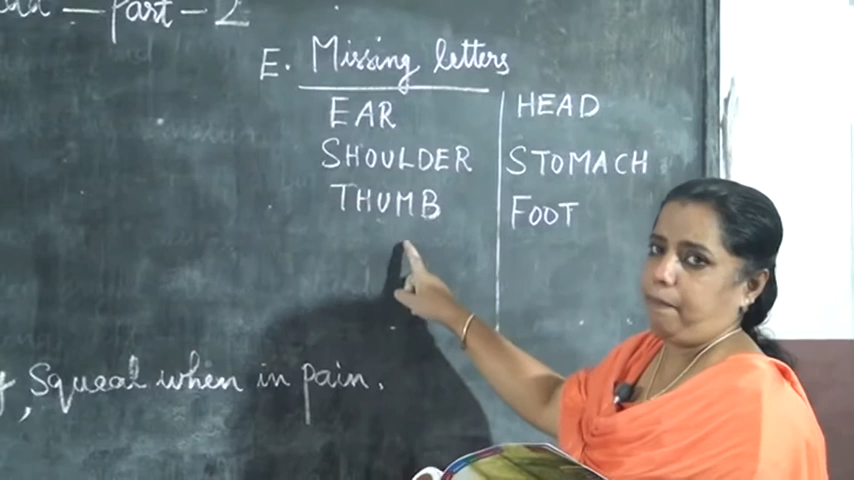 Part - 2
E. Missing letters
EAR HEAD
SHOULDER STOMACH
THUMB FOOT
, Squeal when in pain.